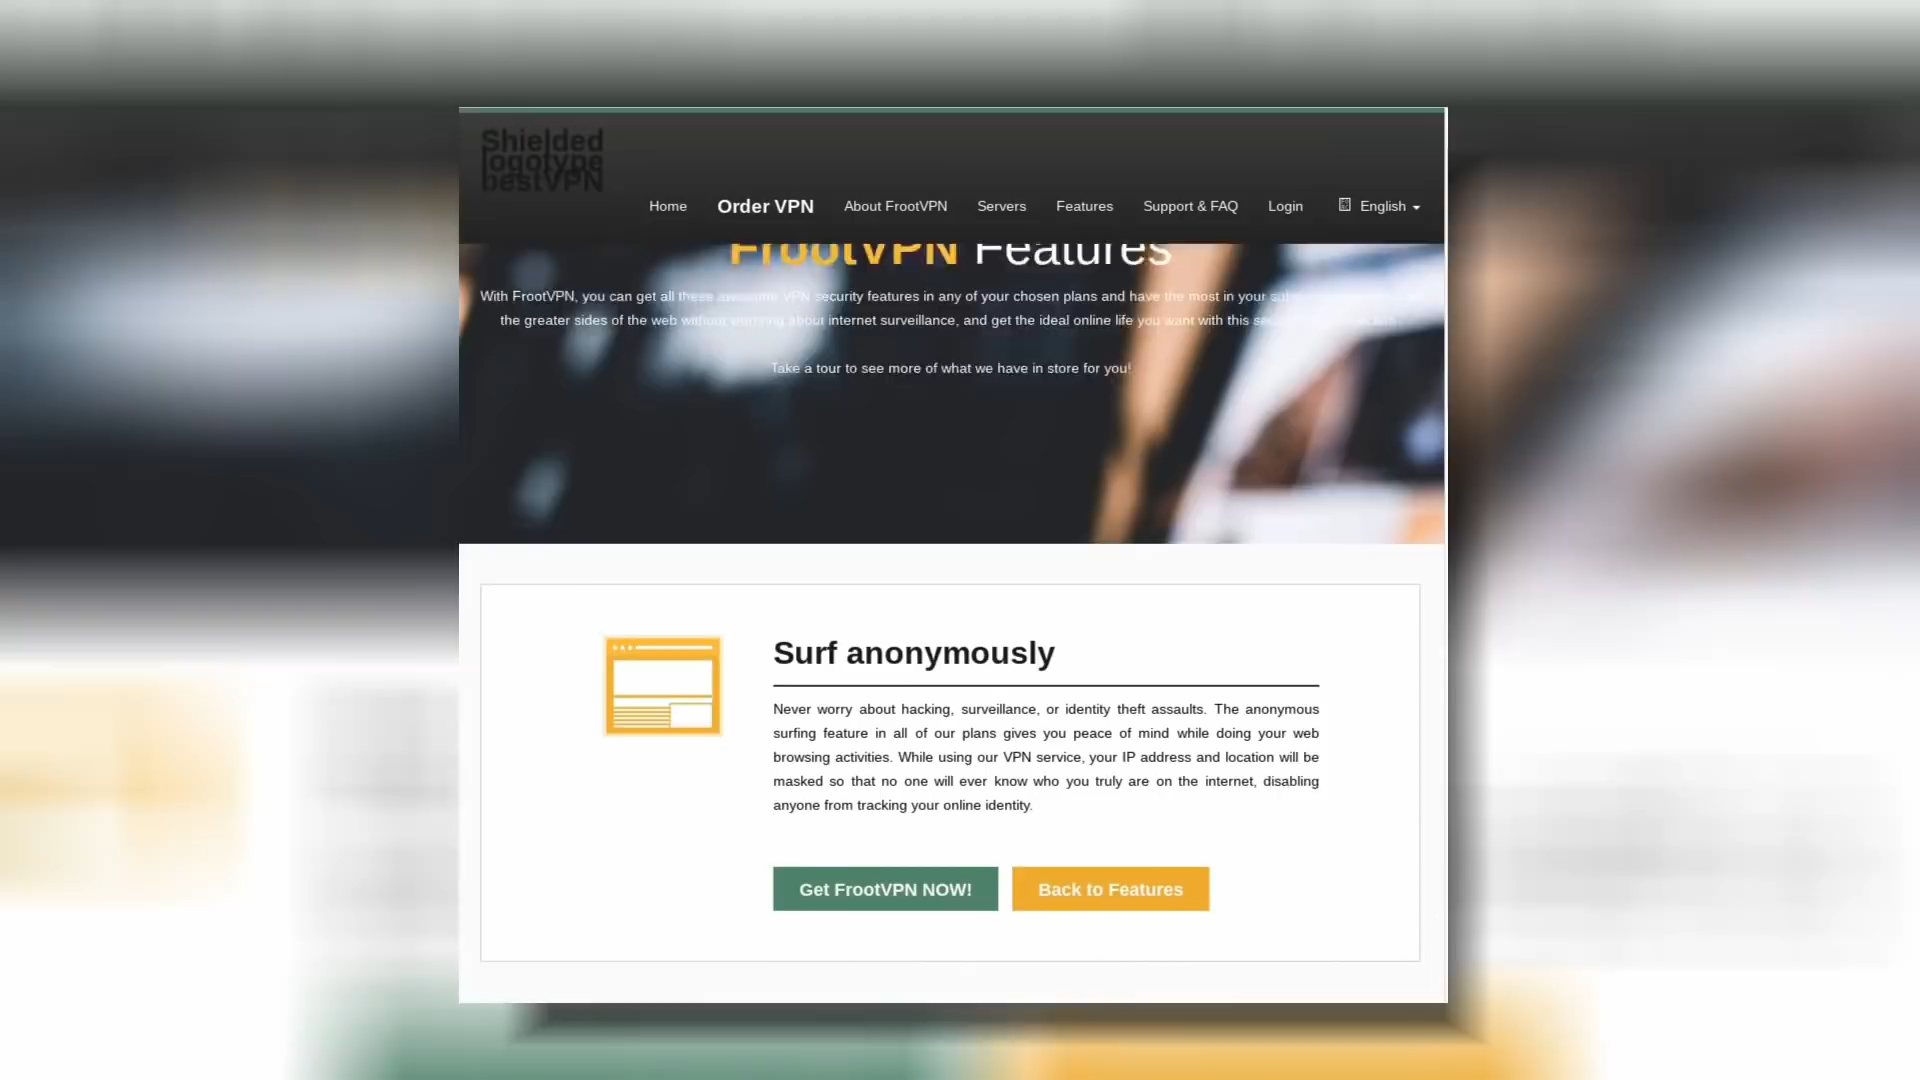 Shielded
logotype
bestVPN
Home Order VPN About FrootVPN Servers Features Support & FAQ Login English
FrootVPN Features
With FrootVPN, you can get all these awesome VPN security features in any of your chosen plans and have the most in your
the greater sides of the web without worrying about internet surveillance, and get the ideal online life you want with this
Take a tour to see more of what we have in store for you!
Surf anonymously
Never worry about hacking, surveillance, or identity theft assaults. The anonymous
surfing feature in all of our plans gives you peace of mind while doing your web
browsing activities. While using our VPN service, your IP address and location will be
masked so that no one will ever know who you truly are on the internet, disabling
anyone from tracking your online identity.
Get FrootVPN NOW! Back to Features